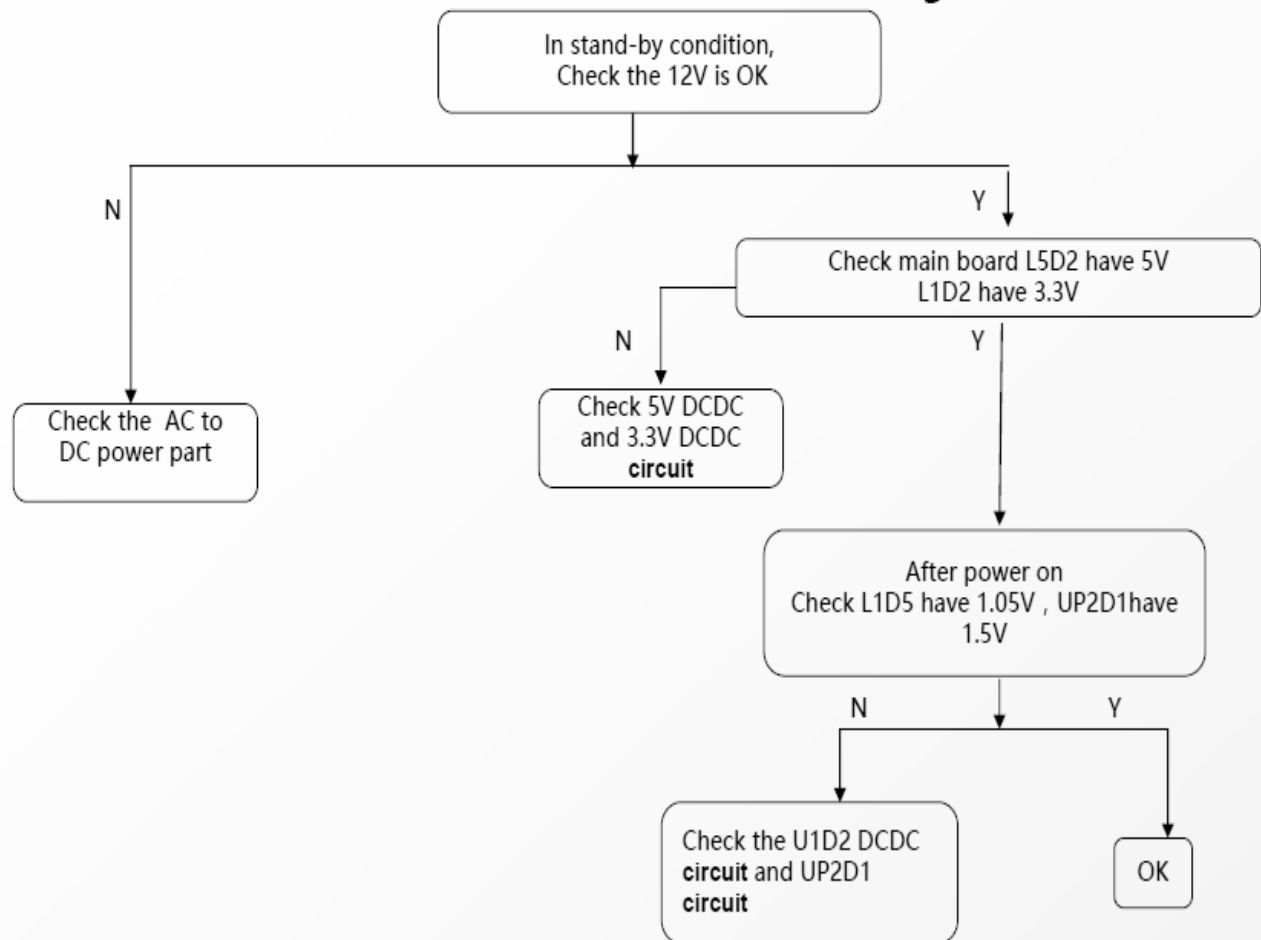 In stand-by condition,
Check the 12V is OK
N
Y
Check main board L5D2 have 5V
L1D2 have 3.3V
N
Y
Check the AC to
DC power part
Check 5V DCDC
and 3.3V DCDC
circuit
After power on
Check L1D5 have 1.05V , UP2D1have
1.5V
N
Y
Check the U1D2 DCDC
circuit and UP2D1
circuit
OK